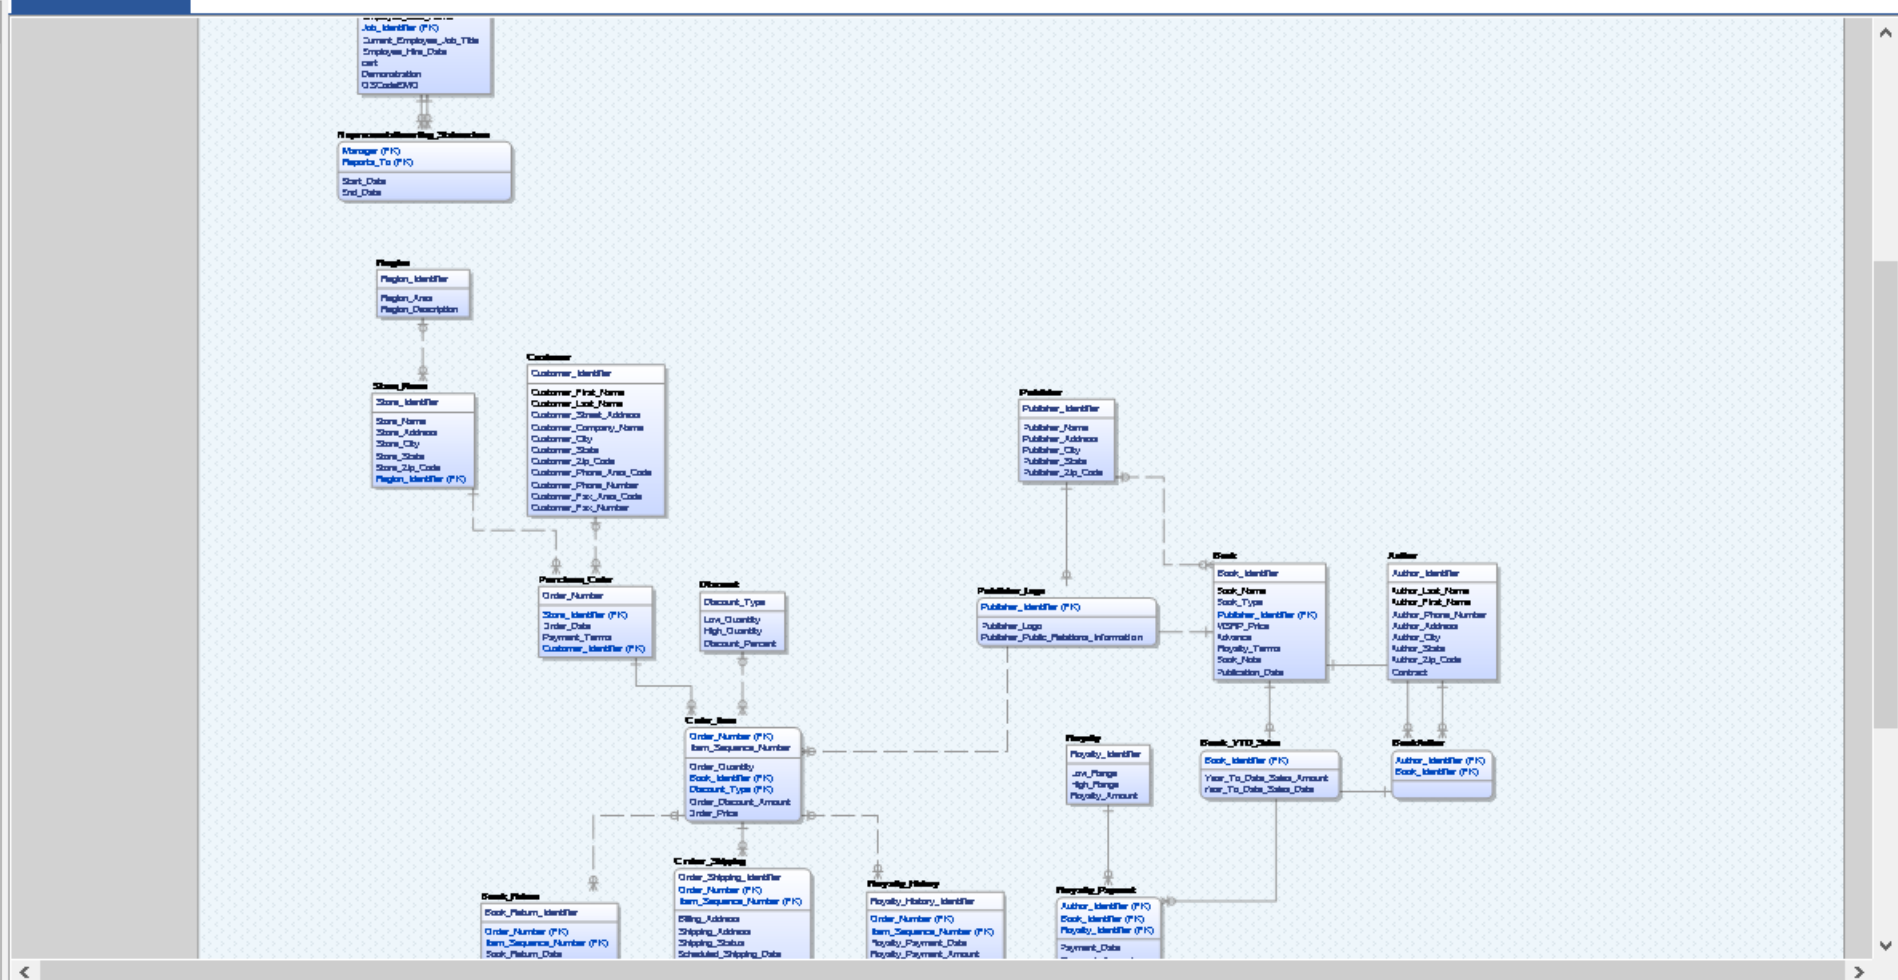 Job_Identifier (FK)
Current_Employee_Job_Title
Employee_Hire_Date
cert
Demonstration
Manager (FK)
Reports_To (FK)
Start_Date
End_Date
Region
Region_Identifier
Region_Area
Region_Description
Store_Name
Store_Identifier
Store_Name
Store_Address
Store_City
Store_State
Store_Zip_Code
Region_Identifier (FK)
Customer
Customer_Identifier
Customer_First_Name
Customer_Last_Name
Customer_Street_Address
Customer_Company_Name
Customer_City
Customer_State
Customer_Zip_Code
Customer_Phone_Area_Code
Customer_Phone_Number
Customer_Fax_Area_Code
Customer_Fax_Number
Publisher
Publisher_Identifier
Publisher_Name
Publisher_Address
Publisher_City
Publisher_State
Publisher_Zip_Code
Purchase_Order
Order_Number
Store_Identifier (FK)
Order_Date
Payment_Terms
Customer_Identifier (FK)
Discount
Discount_Type
Low_Quantity
High_Quantity
Discount_Percent
Publisher_Logo
Publisher_Identifier (FK)
Publisher_Logo
Publisher_Public_Relations_Information
Book
Book_Identifier
Book_Name
Book_Type
Publisher_Identifier (FK)
MSRP_Price
Advance
Royalty_Terms
Book_Note
Publication_Date
Author
Author_Identifier
Author_Last_Name
Author_First_Name
Author_Phone_Number
Author_Address
Author_City
Author_State
Author_Zip_Code
Contract
Order_Item
Order_Number (FK)
Item_Sequence_Number
Order_Quantity
Book_Identifier (FK)
Discount_Type (FK)
Order_Discount_Amount
Order_Price
Royalty
Royalty_Identifier
Low_Range
High_Range
Royalty_Amount
Book_YTD_Sales
Book_Identifier (FK)
Year_To_Date_Sales_Amount
Year_To_Date_Sales_Date
BookAuthor
Author_Identifier (FK)
Book_Identifier (FK)
Book_Return
Book_Return_Identifier
Order_Number (FK)
Item_Sequence_Number (FK)
Book_Return_Date
Order_Shipping
Order_Shipping_Identifier
Order_Number (FK)
Item_Sequence_Number (FK)
Billing_Address
Shipping_Address
Shipping_Status
Scheduled_Shipping_Date
Royalty_History
Royalty_History_Identifier
Order_Number (FK)
Item_Sequence_Number (FK)
Royalty_Payment_Date
Royalty_Payment_Amount
Royalty_Payment
Author_Identifier (FK)
Book_Identifier (FK)
Royalty_Identifier (FK)
Payment_Date